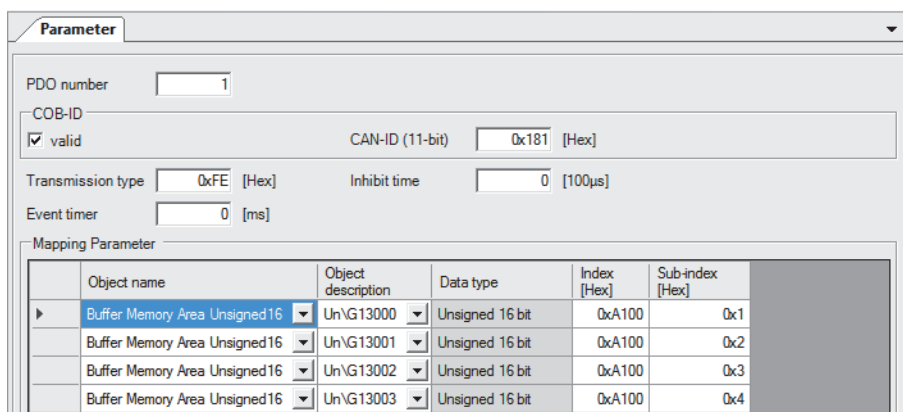 Parameter
PDO number 1
COB-ID
valid CAN-ID (11-bit) 0x181 [Hex]
Transmission type 0xFE [Hex] Inhibit time 0 [100µs]
Event timer 0 [ms]
Mapping Parameter
Object name Object description Data type Index [Hex] Sub-index [Hex]
Buffer Memory Area Unsigned16 Un\G13000 Unsigned 16 bit 0xA100 0x1
Buffer Memory Area Unsigned16 Un\G13001 Unsigned 16 bit 0xA100 0x2
Buffer Memory Area Unsigned16 Un\G13002 Unsigned 16 bit 0xA100 0x3
Buffer Memory Area Unsigned16 Un\G13003 Unsigned 16 bit 0xA100 0x4